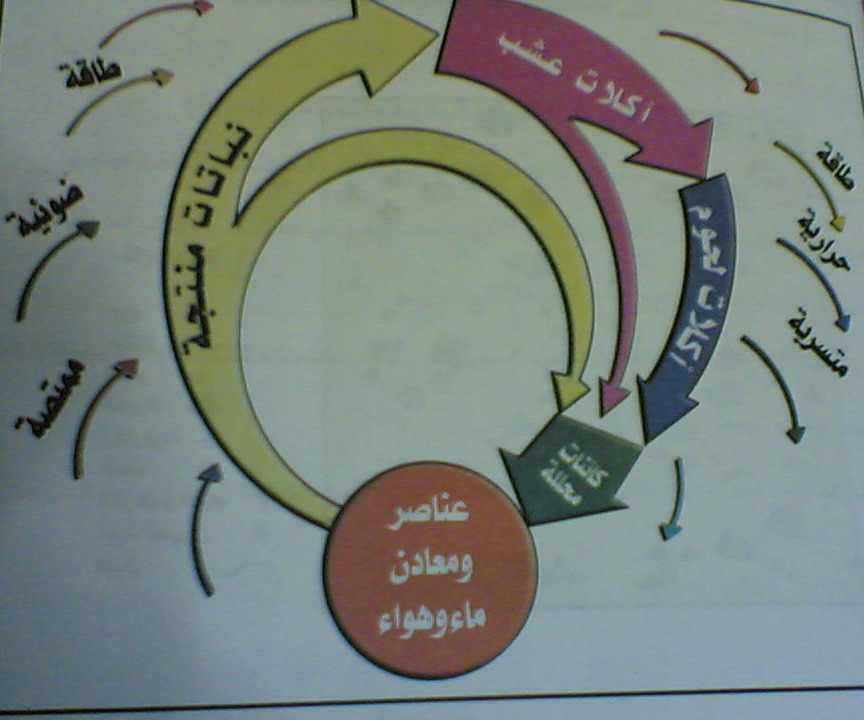 أكلات عشب
طاقة
ضوئية
ممتصة
نباتات منتجة
أكلات لحوم
طاقة
حرارية
متسربة
كائنات
محللة
عناصر
ومعادن
ماء وهواء